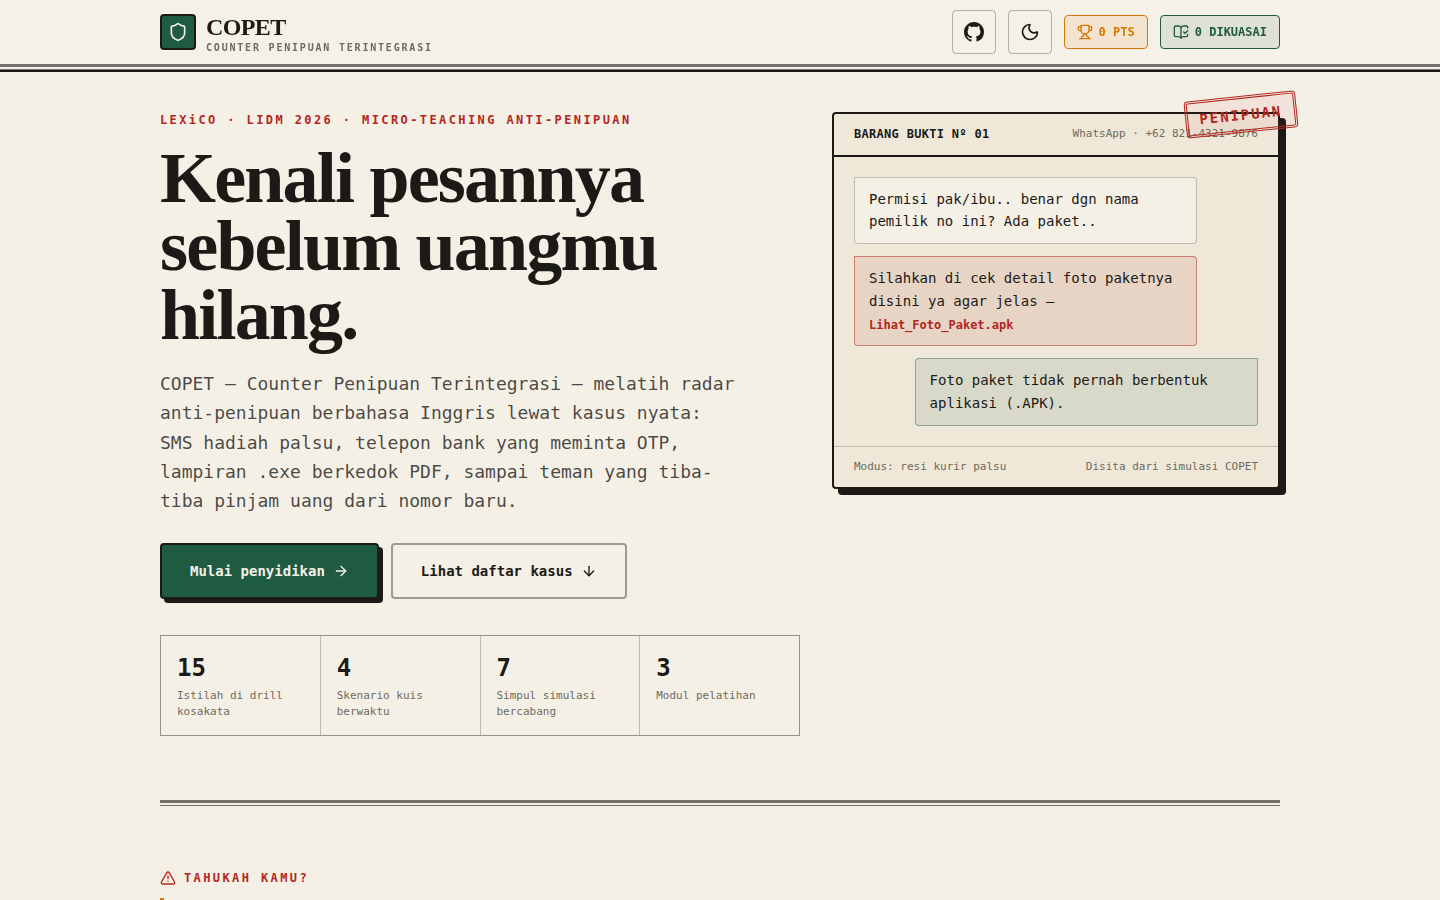 COPET
COUNTER PENIPUAN TERINTEGRASI
0 PTS
0 DIKUASAI
LEXiCO · LIDM 2026 · MICRO-TEACHING ANTI-PENIPUAN
Kenali pesannya
sebelum uangmu
hilang.
COPET — Counter Penipuan Terintegrasi — melatih radar
anti-penipuan berbahasa Inggris lewat kasus nyata:
SMS hadiah palsu, telepon bank yang meminta OTP,
lampiran .exe berkedok PDF, sampai teman yang tiba-
tiba pinjam uang dari nomor baru.
Mulai penyidikan →
Lihat daftar kasus ↓
15
Istilah di drill
kosakata
4
Skenario kuis
berwaktu
7
Simpul simulasi
bercabang
3
Modul pelatihan
PENIPUAN
BARANG BUKTI Nº 01
WhatsApp · +62 821-4321-9876
Permisi pak/ibu.. benar dgn nama
pemilik no ini? Ada paket..
Silahkan di cek detail foto paketnya
disini ya agar jelas —
Lihat_Foto_Paket.apk
Foto paket tidak pernah berbentuk
aplikasi (.APK).
Modus: resi kurir palsu
Disita dari simulasi COPET
TAHUKAH KAMU?